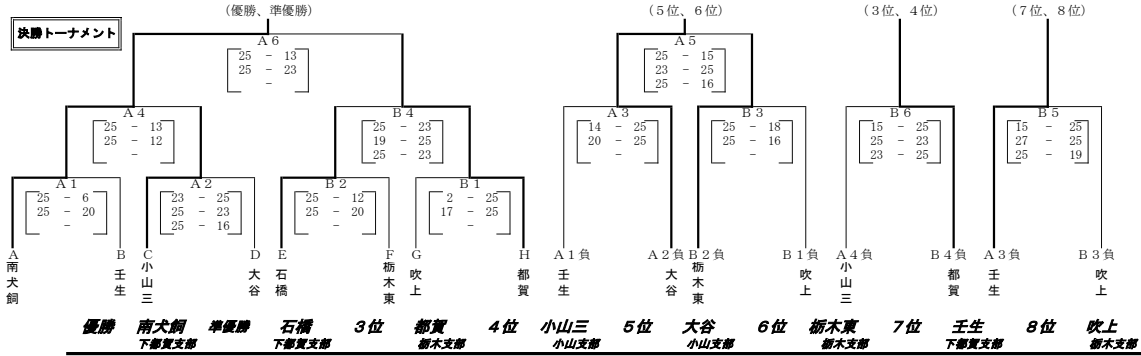 (優勝、準優勝) (5位、6位) (3位、4位) (7位、8位)
決勝トーナメント
A6 A5
25 - 13 25 - 15
25 - 23 23 - 25
- 25 - 16
A4 B4 A3 B3 B6 B5
25 - 13 25 - 23 14 - 25 25 - 18 15 - 25 15 - 25
25 - 12 19 - 25 20 - 25 25 - 16 25 - 23 27 - 25
- 25 - 23 - - 23 - 25 25 - 19
A1 A2 B2 B1
25 - 6 23 - 25 25 - 12 2 - 25
25 - 20 25 - 23 25 - 20 17 - 25
- 25 - 16 - -
A B C D E F G H A1負 A2負 B2負 B1負 A4負 B4負 A3負 B3負
南犬飼 壬生 小山三 大谷 石橋 栃木東 吹上 都賀 壬生 大谷 栃木東 吹上 小山三 都賀 壬生 吹上
優勝 南犬飼 準優勝 石橋 3位 都賀 4位 小山三 5位 大谷 6位 栃木東 7位 壬生 8位 吹上
下都賀支部 下都賀支部 栃木支部 小山支部 小山支部 栃木支部 下都賀支部 栃木支部